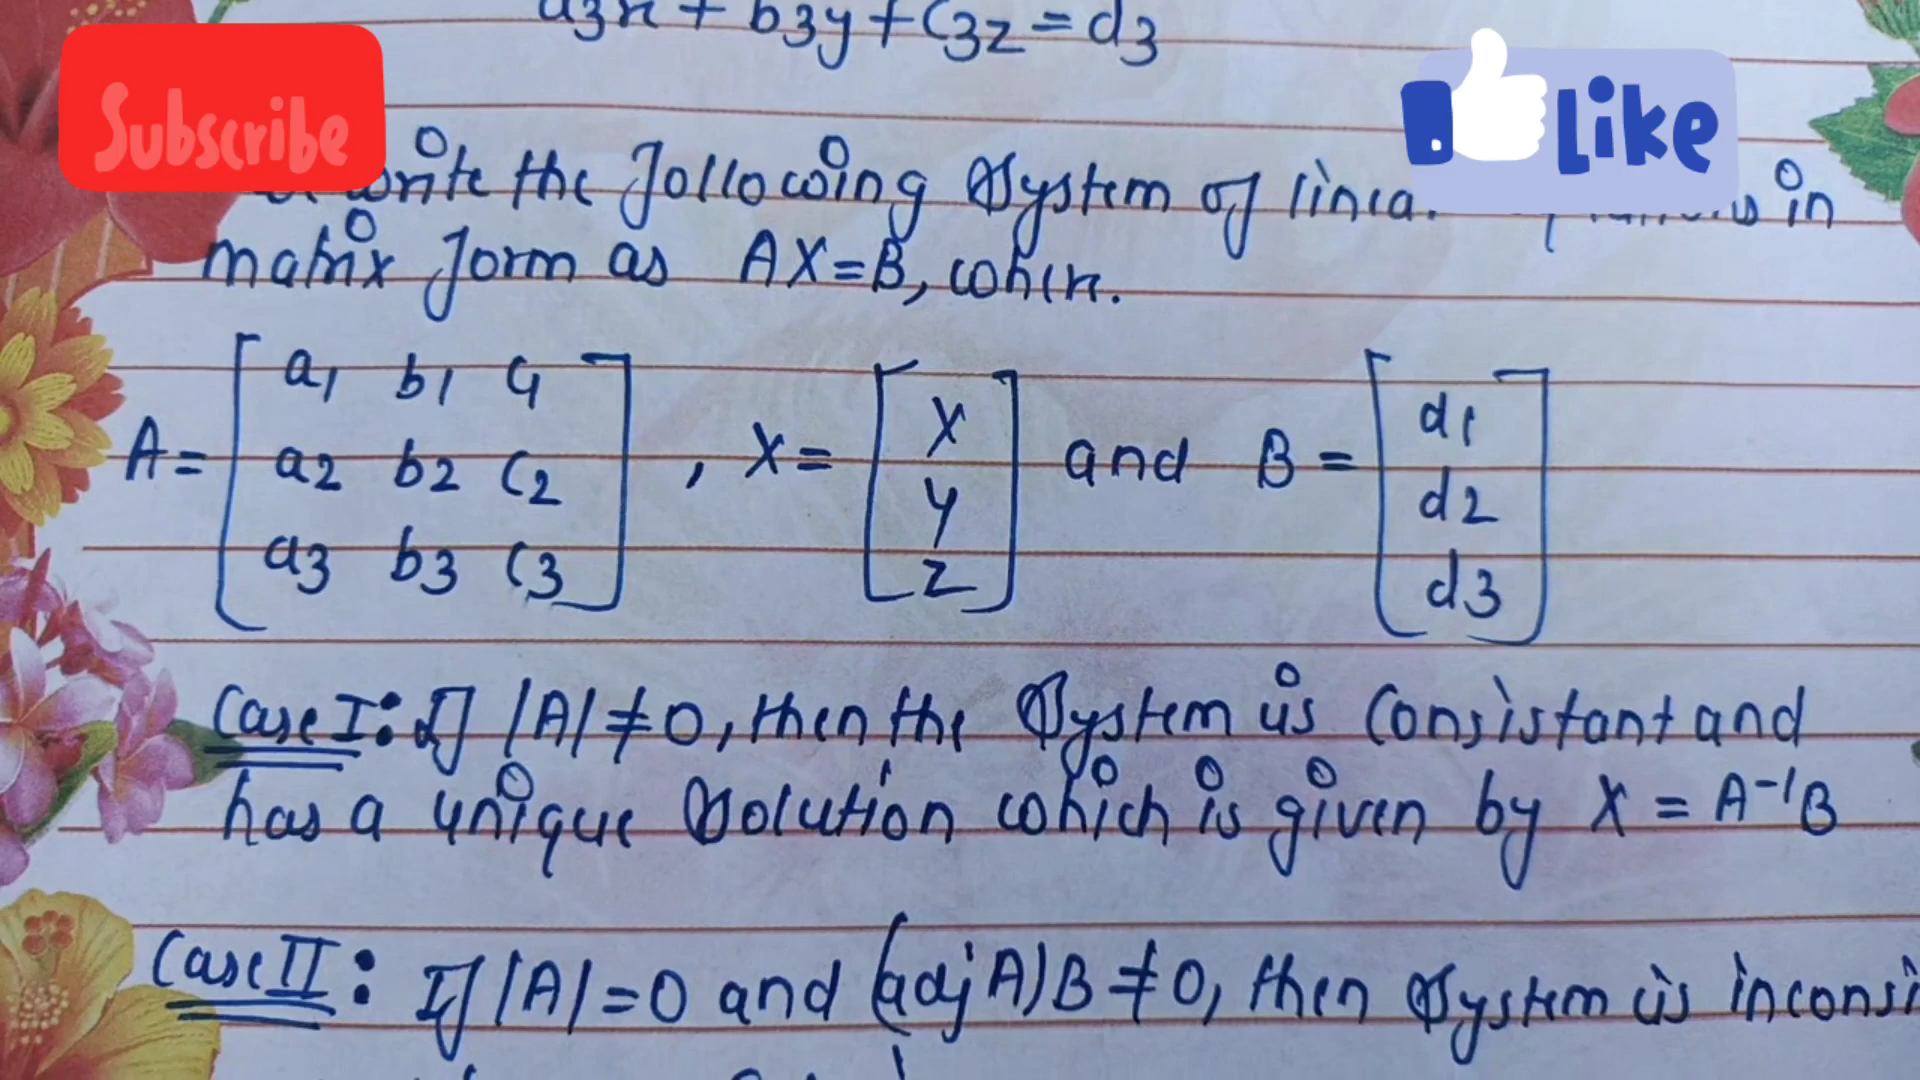 a3x + b3y + c3z = d3
Subscribe
Like
write the following system of linear in
matrix form as AX=B, where.
A = [ a1 b1 c1 , X = [ x and B = [ d1
a2 b2 c2 y d2
a3 b3 c3 ] z ] d3 ]
Case I: If |A| ≠ 0, then the system is consistant and
has a unique solution which is given by X = A⁻¹B
Case II: If |A| = 0 and (adj A)B ≠ 0, then system is inconsi